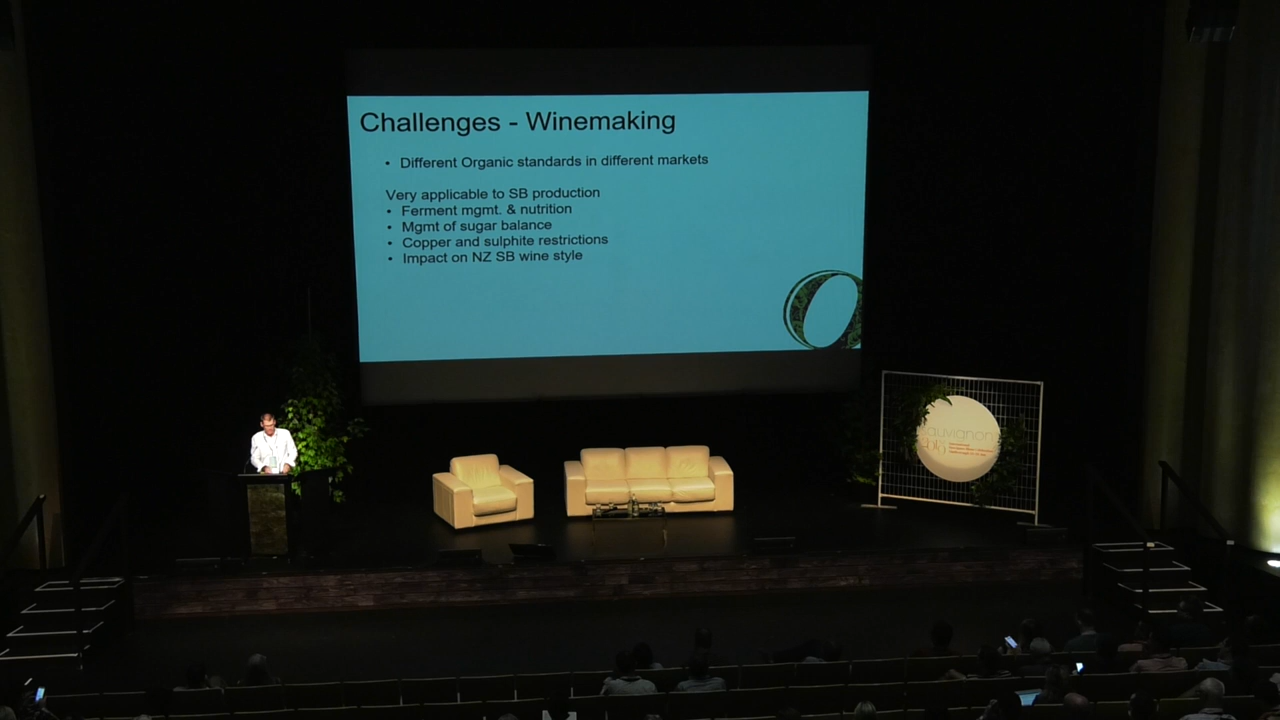 Challenges - Winemaking
• Different Organic standards in different markets
Very applicable to SB production
• Ferment mgmt. & nutrition
• Mgmt of sugar balance
• Copper and sulphite restrictions
• Impact on NZ SB wine style
O
auvignon